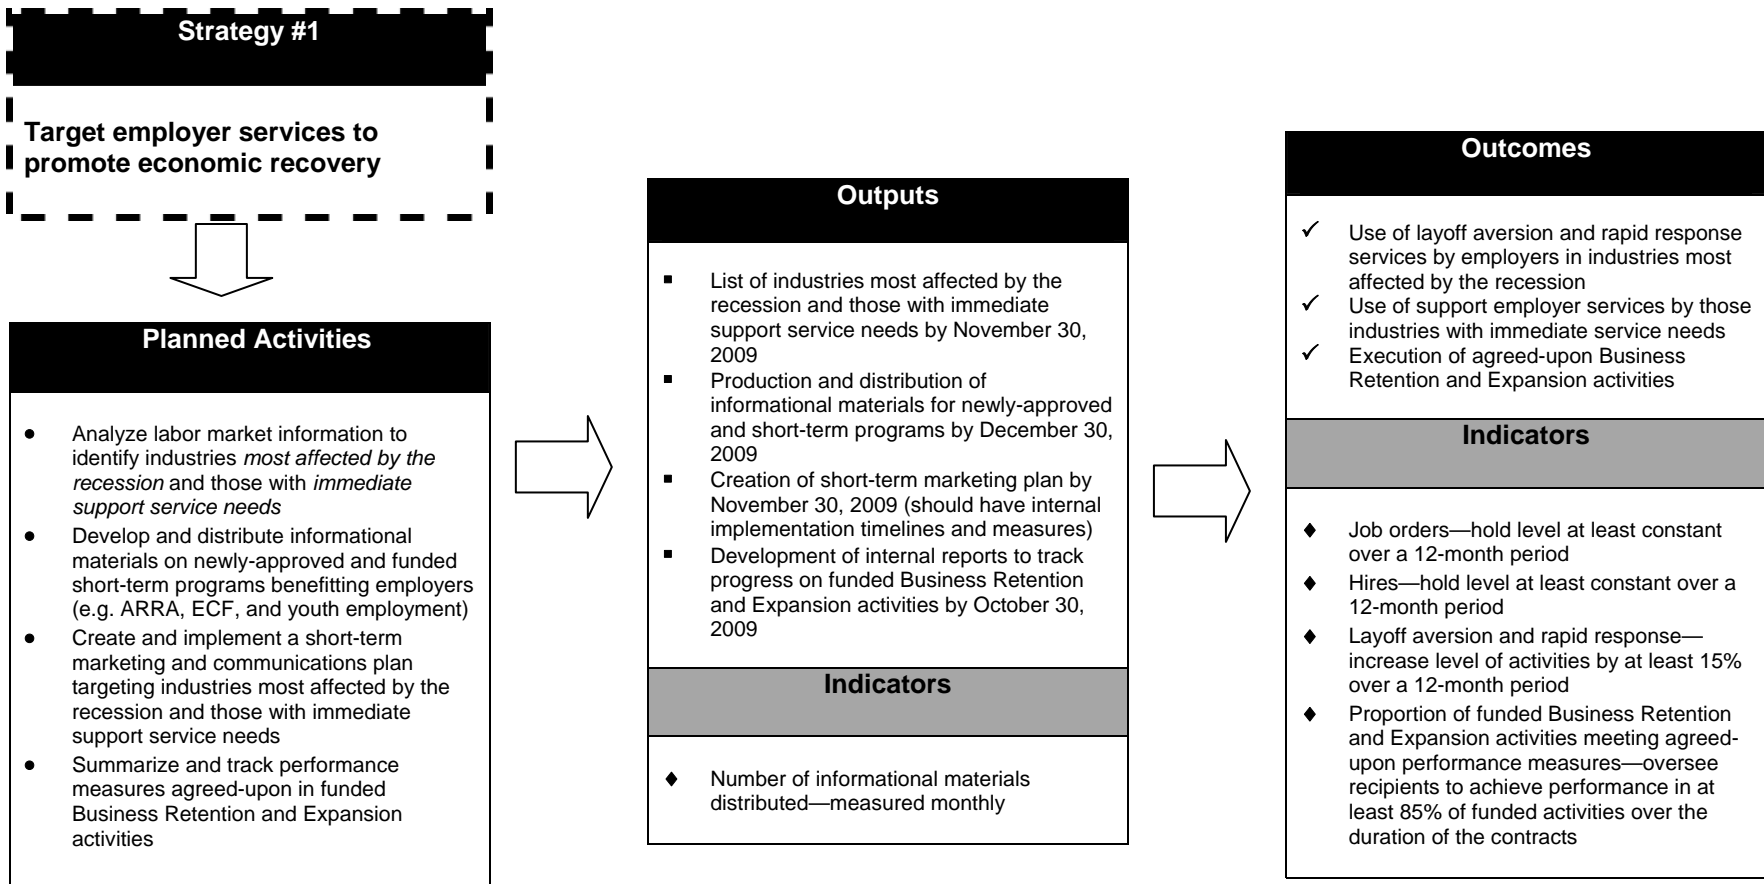 Strategy #1
Target employer services to
promote economic recovery
Planned Activities
● Analyze labor market information to
identify industries most affected by the
recession and those with immediate
support service needs
● Develop and distribute informational
materials on newly-approved and funded
short-term programs benefitting employers
(e.g. ARRA, ECF, and youth employment)
● Create and implement a short-term
marketing and communications plan
targeting industries most affected by the
recession and those with immediate
support service needs
● Summarize and track performance
measures agreed-upon in funded
Business Retention and Expansion
activities
Outputs
▪ List of industries most affected by the
recession and those with immediate
support service needs by November 30,
2009
▪ Production and distribution of
informational materials for newly-approved
and short-term programs by December 30,
2009
▪ Creation of short-term marketing plan by
November 30, 2009 (should have internal
implementation timelines and measures)
▪ Development of internal reports to track
progress on funded Business Retention
and Expansion activities by October 30,
2009
Indicators
♦ Number of informational materials
distributed—measured monthly
Outcomes
✓ Use of layoff aversion and rapid response
services by employers in industries most
affected by the recession
✓ Use of support employer services by those
industries with immediate service needs
✓ Execution of agreed-upon Business
Retention and Expansion activities
Indicators
♦ Job orders—hold level at least constant
over a 12-month period
♦ Hires—hold level at least constant over a
12-month period
♦ Layoff aversion and rapid response—
increase level of activities by at least 15%
over a 12-month period
♦ Proportion of funded Business Retention
and Expansion activities meeting agreed-
upon performance measures—oversee
recipients to achieve performance in at
least 85% of funded activities over the
duration of the contracts